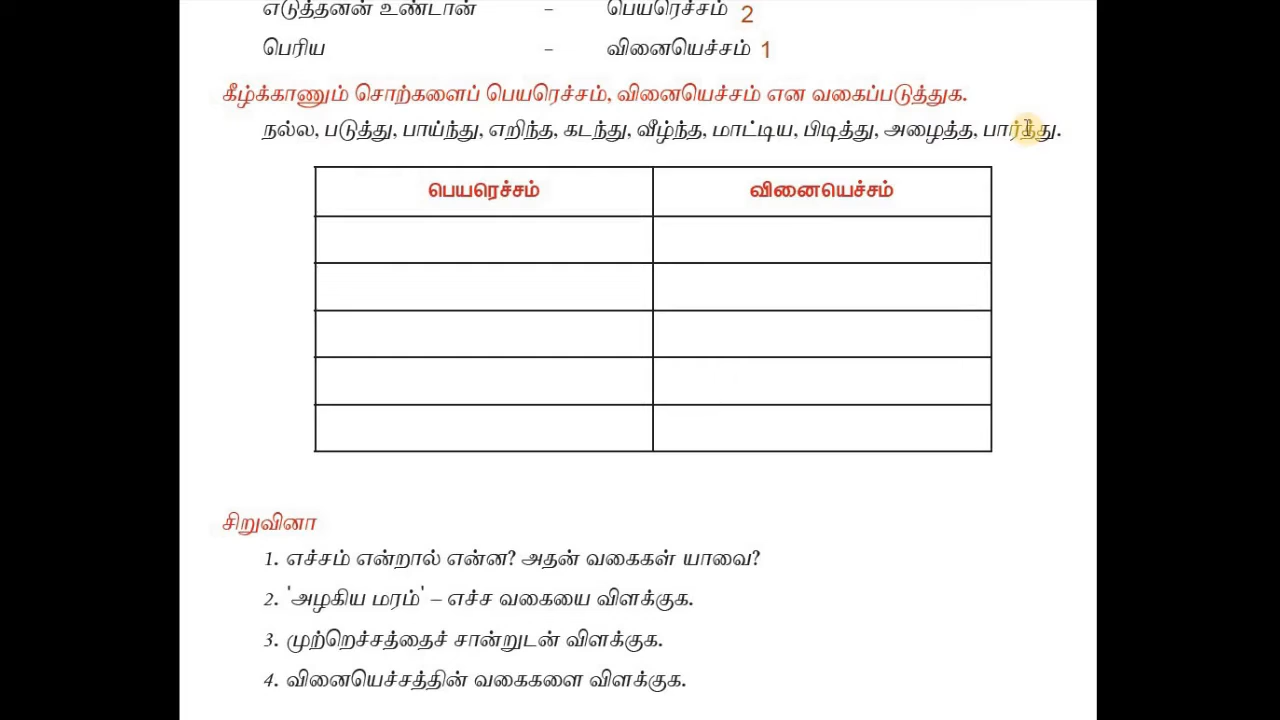 எடுத்தனன் உண்டான் - பெயரெச்சம் 2
பெரிய - வினையெச்சம் 1
கீழ்க்காணும் சொற்களைப் பெயரெச்சம், வினையெச்சம் என வகைப்படுத்துக.
நல்ல, படுத்து, பாய்ந்து, எறிந்த, கடந்து, வீழ்ந்த, மாட்டிய, பிடித்து, அழைத்த, பார்த்து.
பெயரெச்சம் வினையெச்சம்
சிறுவினா
1. எச்சம் என்றால் என்ன? அதன் வகைகள் யாவை?
2. 'அழகிய மரம்' – எச்ச வகையை விளக்குக.
3. முற்றெச்சத்தைச் சான்றுடன் விளக்குக.
4. வினையெச்சத்தின் வகைகளை விளக்குக.